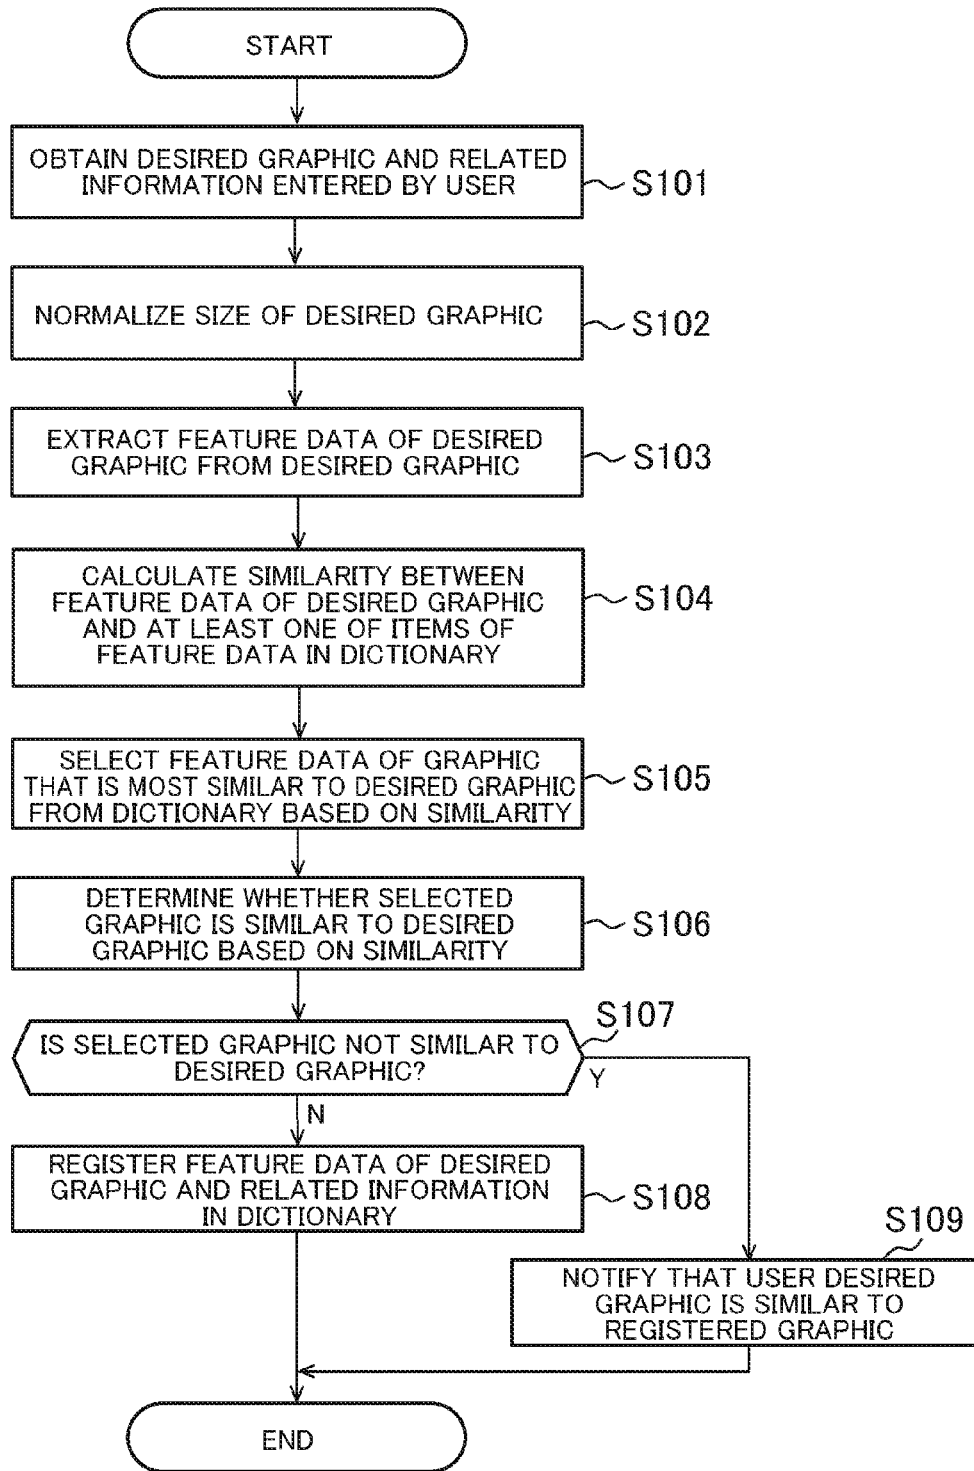 START
OBTAIN DESIRED GRAPHIC AND RELATED
INFORMATION ENTERED BY USER
S101
NORMALIZE SIZE OF DESIRED GRAPHIC
S102
EXTRACT FEATURE DATA OF DESIRED
GRAPHIC FROM DESIRED GRAPHIC
S103
CALCULATE SIMILARITY BETWEEN
FEATURE DATA OF DESIRED GRAPHIC
AND AT LEAST ONE OF ITEMS OF
FEATURE DATA IN DICTIONARY
S104
SELECT FEATURE DATA OF GRAPHIC
THAT IS MOST SIMILAR TO DESIRED GRAPHIC
FROM DICTIONARY BASED ON SIMILARITY
S105
DETERMINE WHETHER SELECTED
GRAPHIC IS SIMILAR TO DESIRED
GRAPHIC BASED ON SIMILARITY
S106
S107
IS SELECTED GRAPHIC NOT SIMILAR TO
DESIRED GRAPHIC?
Y
N
REGISTER FEATURE DATA OF DESIRED
GRAPHIC AND RELATED INFORMATION
IN DICTIONARY
S108
S109
NOTIFY THAT USER DESIRED
GRAPHIC IS SIMILAR TO
REGISTERED GRAPHIC
END